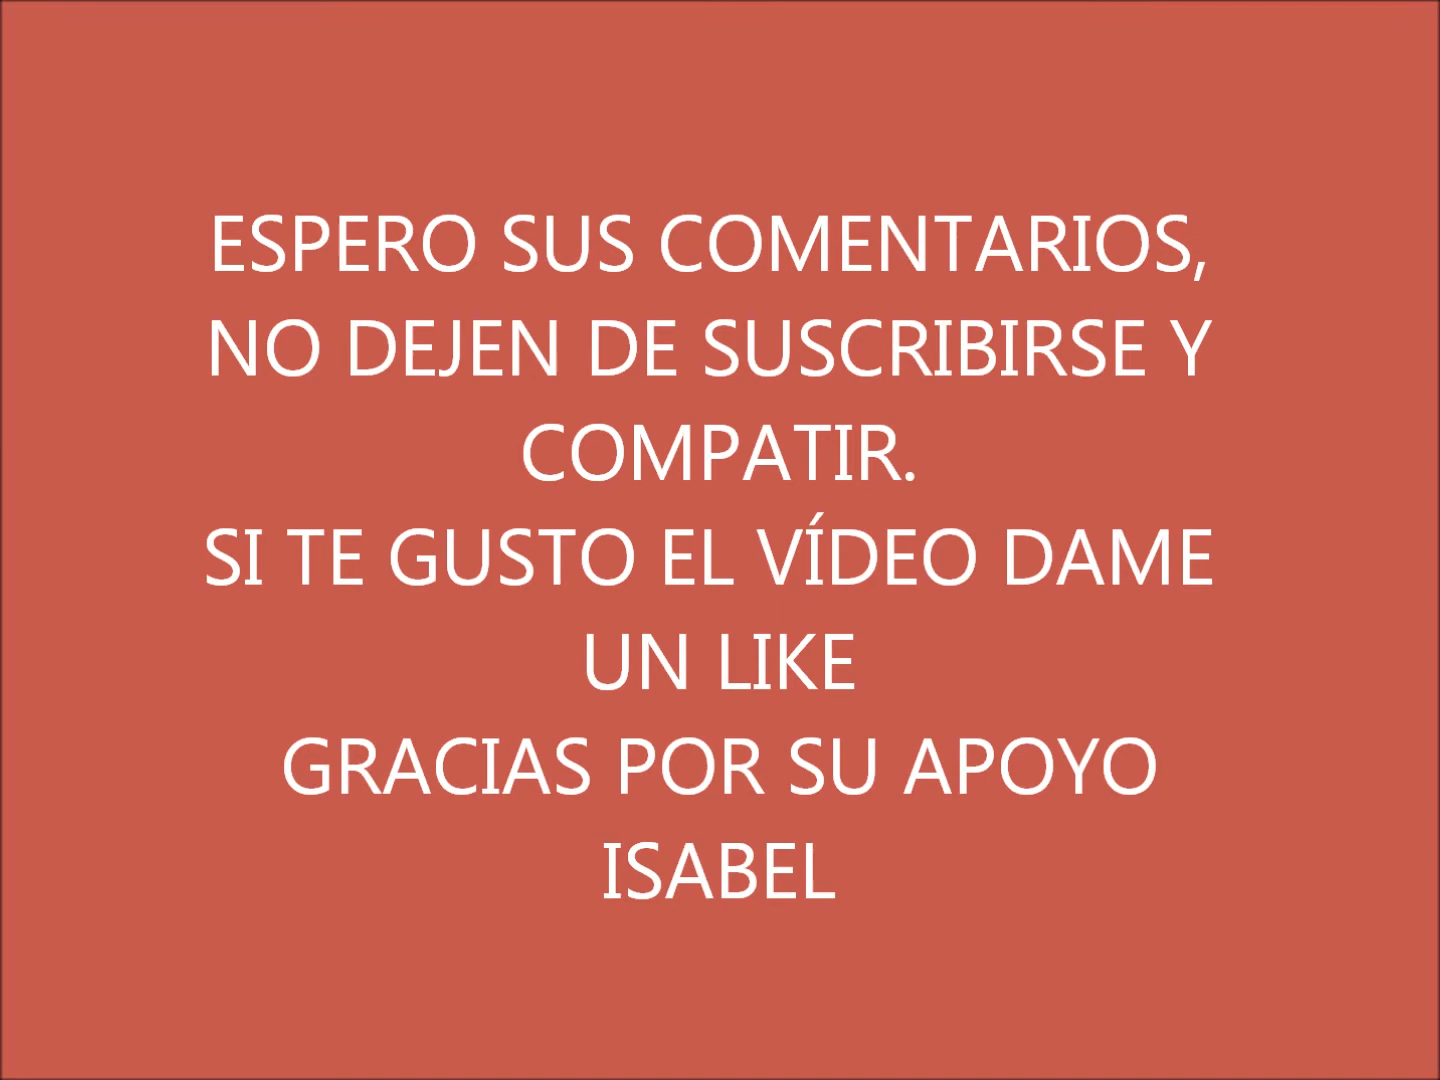 ESPERO SUS COMENTARIOS,
NO DEJEN DE SUSCRIBIRSE Y
COMPATIR.
SI TE GUSTO EL VÍDEO DAME
UN LIKE
GRACIAS POR SU APOYO
ISABEL